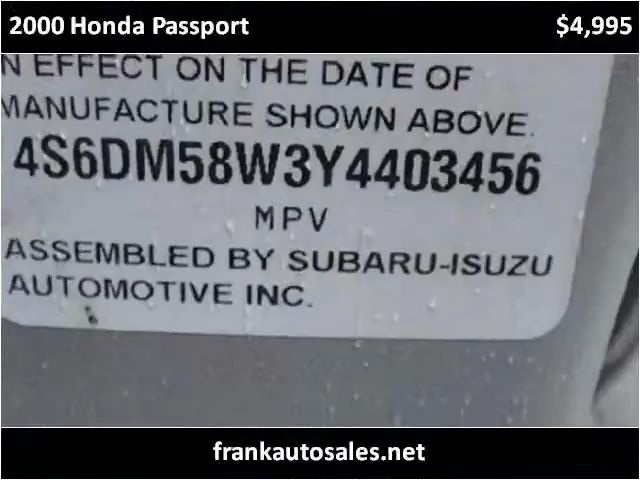 2000 Honda Passport $4,995
N EFFECT ON THE DATE OF
MANUFACTURE SHOWN ABOVE.
4S6DM58W3Y4403456
MPV
ASSEMBLED BY SUBARU-ISUZU
AUTOMOTIVE INC.
frankautosales.net